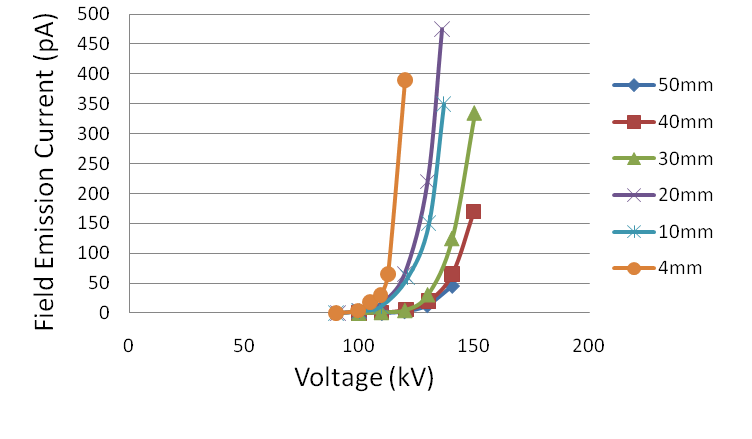 Field Emission Current (pA)
500
450
400
350
300
250
200
150
100
50
0
0 50 100 150 200
Voltage (kV)
50mm
40mm
30mm
20mm
10mm
4mm